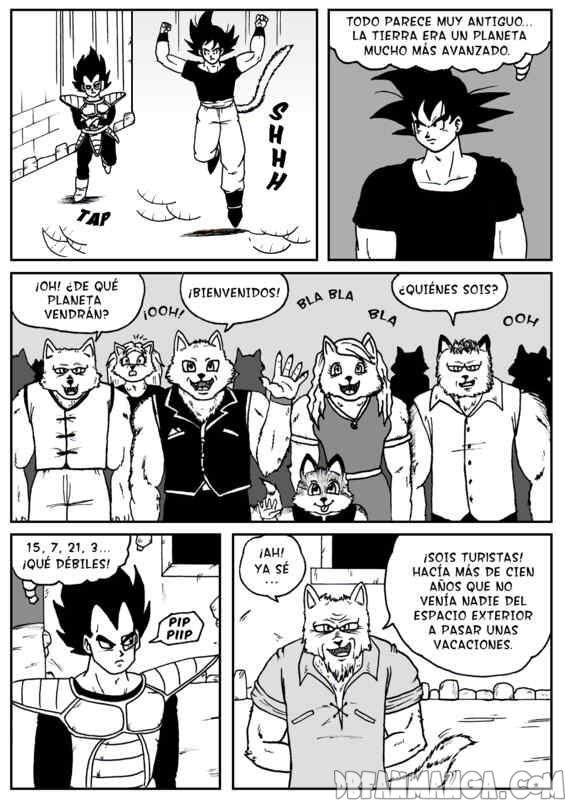 TAP
SHHH
TODO PARECE MUY ANTIGUO...
LA TIERRA ERA UN PLANETA
MUCHO MÁS AVANZADO.
¡OH! ¿DE QUÉ
PLANETA
VENDRÁN?
¡OOH!
¡BIENVENIDOS!
BLA BLA
BLA
¿QUIÉNES SOIS?
OOH
15, 7, 21, 3...
¡QUÉ DÉBILES!
PIP
PIIP
¡AH!
YA SÉ
...
¡SOIS TURISTAS!
HACÍA MÁS DE CIEN
AÑOS QUE NO
VENÍA NADIE DEL
ESPACIO EXTERIOR
A PASAR UNAS
VACACIONES.
DBFANMANGA.COM